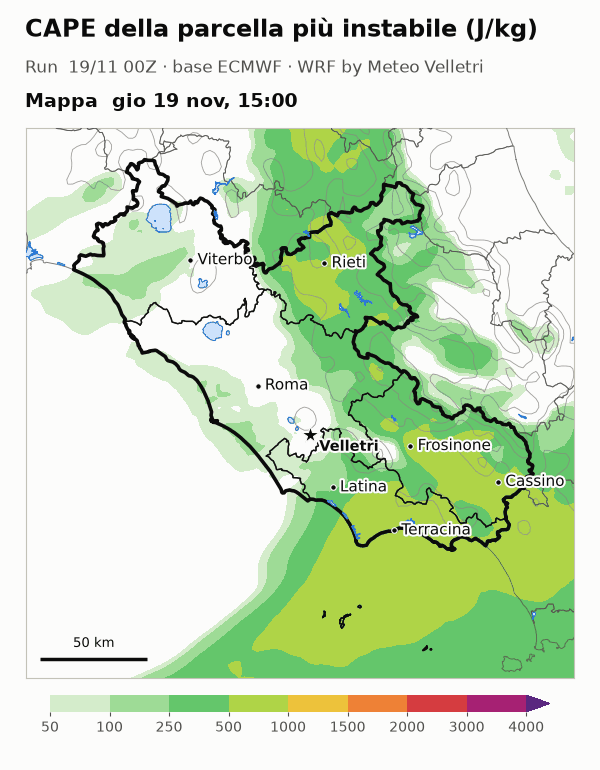 CAPE della parcella più instabile (J/kg)
Run  19/11 00Z · base ECMWF · WRF by Meteo Velletri
Mappa  gio 19 nov, 15:00
Viterbo
Rieti
Roma
Velletri
Frosinone
Cassino
Latina
Terracina
50 km
50 100 250 500 1000 1500 2000 3000 4000